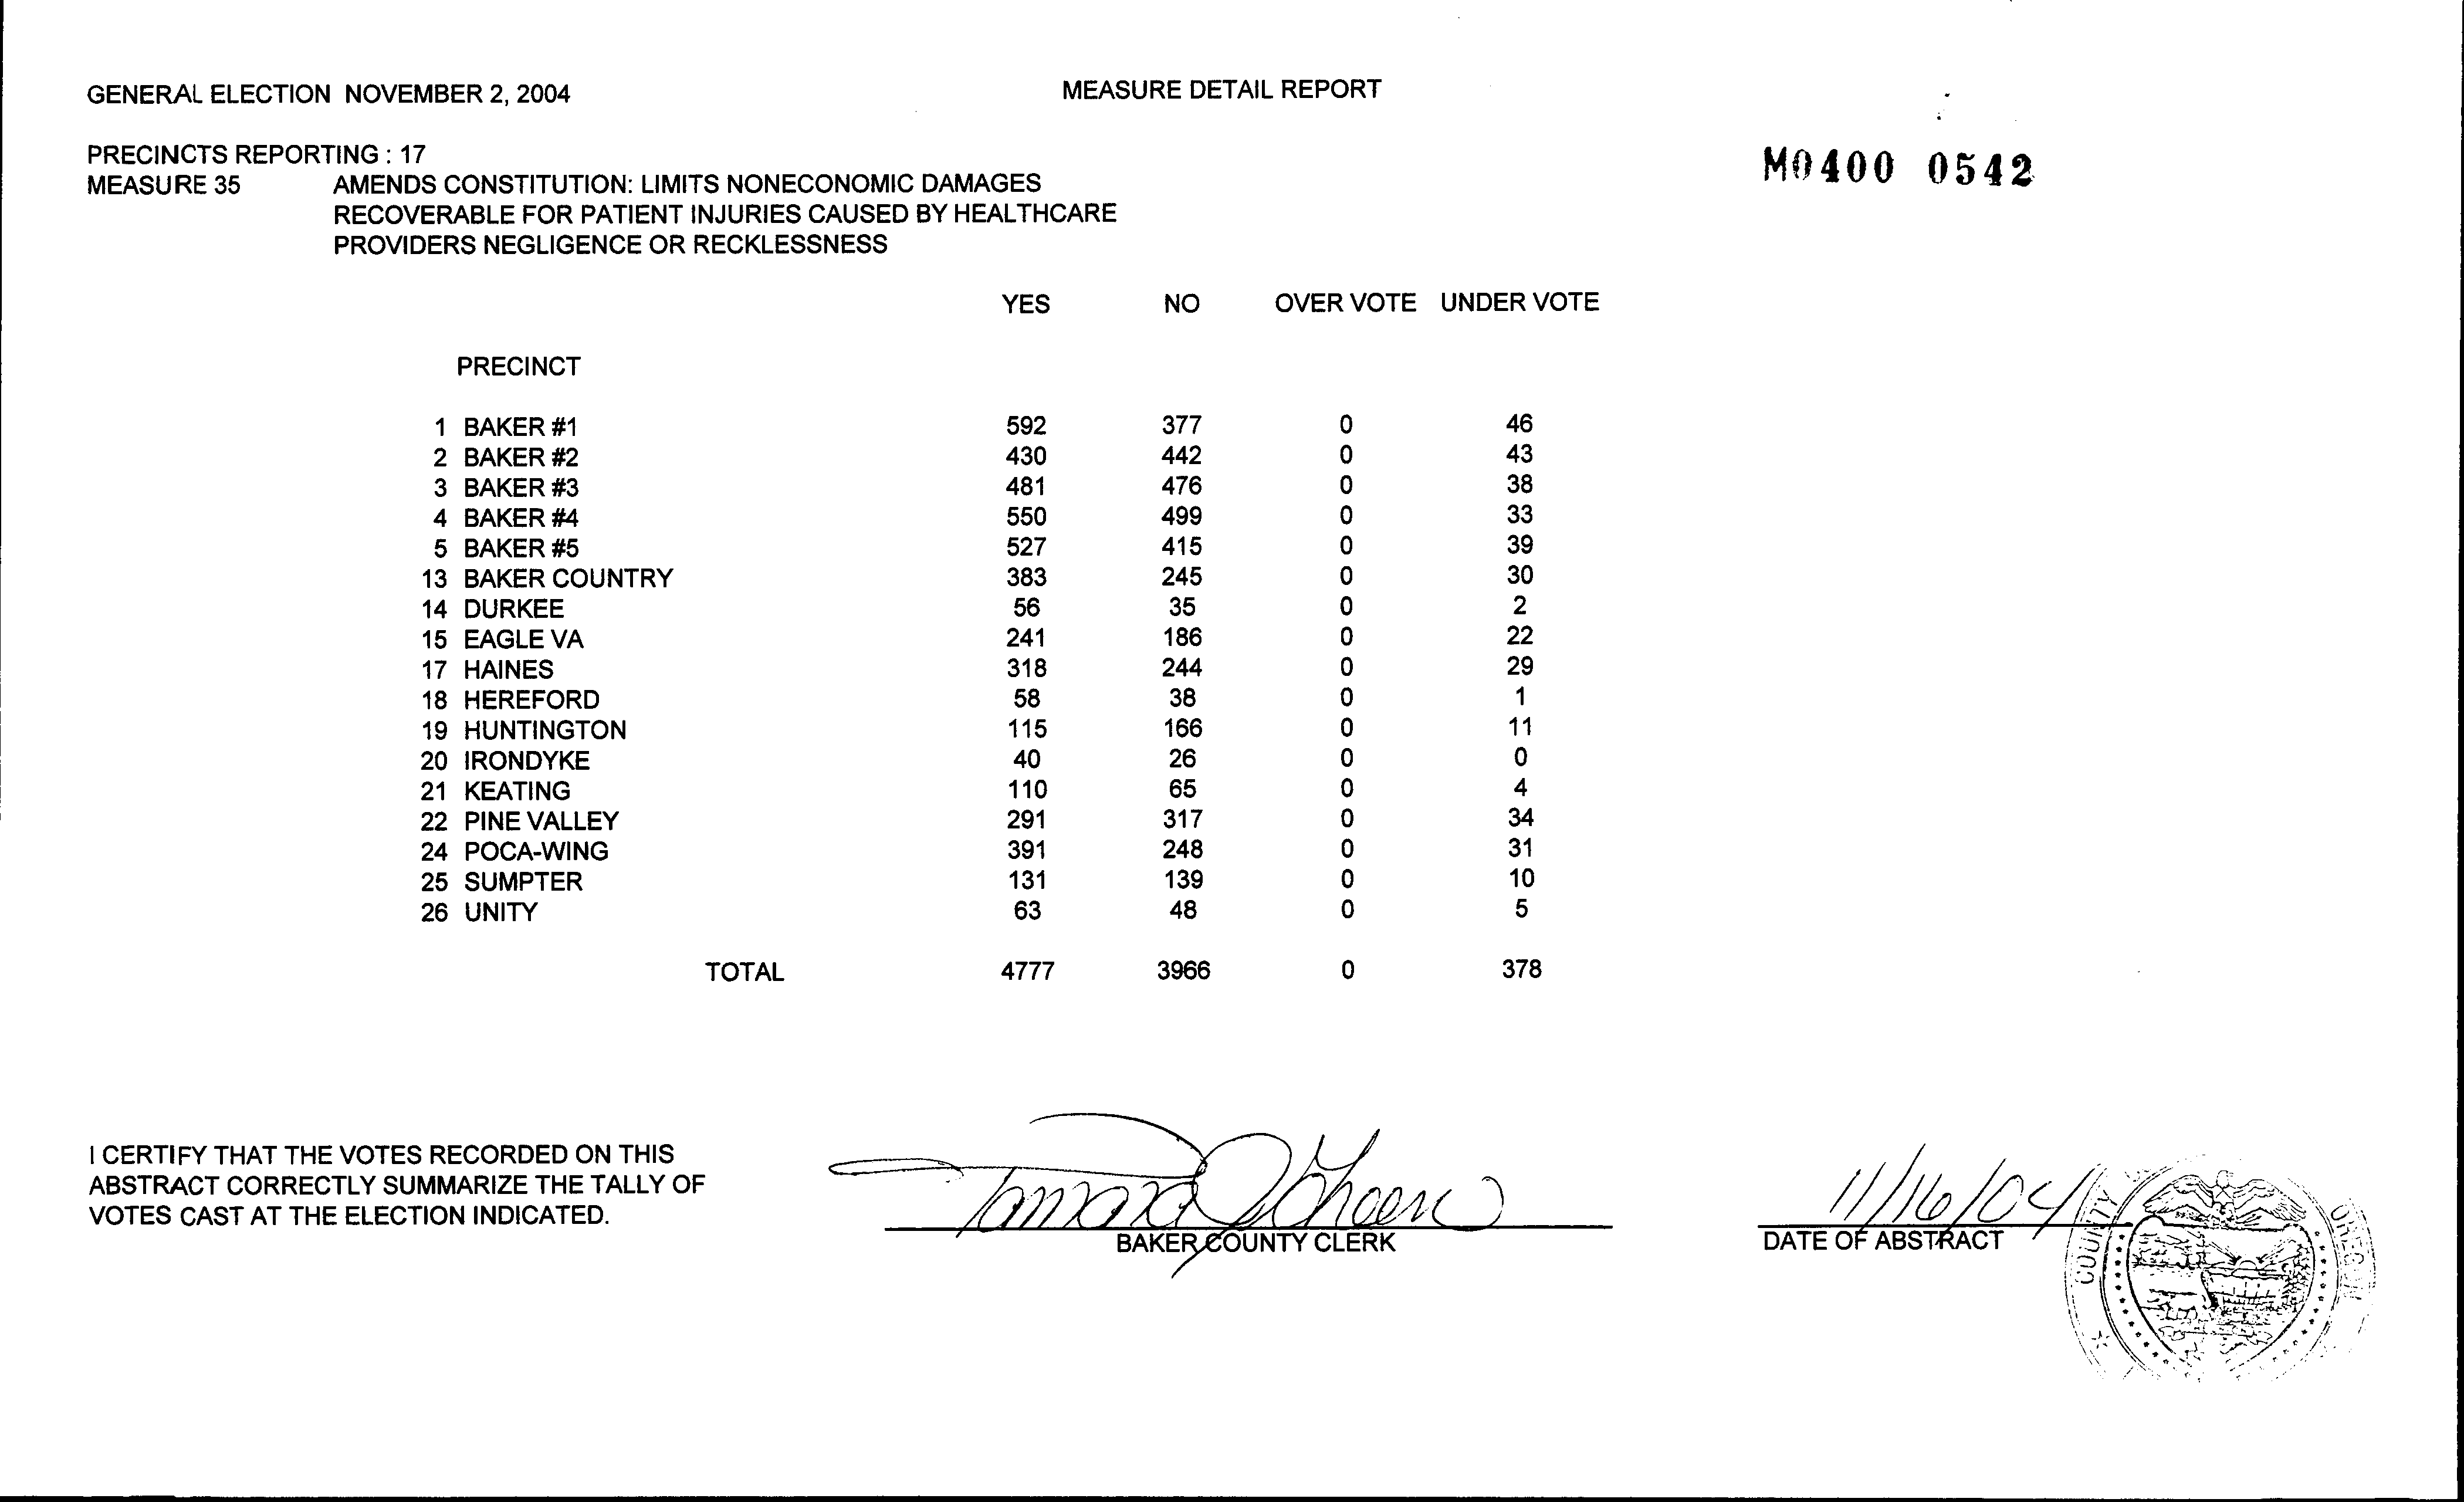 GENERAL ELECTION NOVEMBER 2, 2004
MEASURE DETAIL REPORT
PRECINCTS REPORTING : 17
M0400 0542
MEASURE 35 AMENDS CONSTITUTION: LIMITS NONECONOMIC DAMAGES
RECOVERABLE FOR PATIENT INJURIES CAUSED BY HEALTHCARE
PROVIDERS NEGLIGENCE OR RECKLESSNESS
YES NO OVER VOTE UNDER VOTE
PRECINCT
1 BAKER #1 592 377 0 46
2 BAKER #2 430 442 0 43
3 BAKER #3 481 476 0 38
4 BAKER #4 550 499 0 33
5 BAKER #5 527 415 0 39
13 BAKER COUNTRY 383 245 0 30
14 DURKEE 56 35 0 2
15 EAGLE VA 241 186 0 22
17 HAINES 318 244 0 29
18 HEREFORD 58 38 0 1
19 HUNTINGTON 115 166 0 11
20 IRONDYKE 40 26 0 0
21 KEATING 110 65 0 4
22 PINE VALLEY 291 317 0 34
24 POCA-WING 391 248 0 31
25 SUMPTER 131 139 0 10
26 UNITY 63 48 0 5
TOTAL 4777 3966 0 378
I CERTIFY THAT THE VOTES RECORDED ON THIS
ABSTRACT CORRECTLY SUMMARIZE THE TALLY OF
VOTES CAST AT THE ELECTION INDICATED.
Tamara
BAKER COUNTY CLERK
11/16/04
DATE OF ABSTRACT
COUNTY